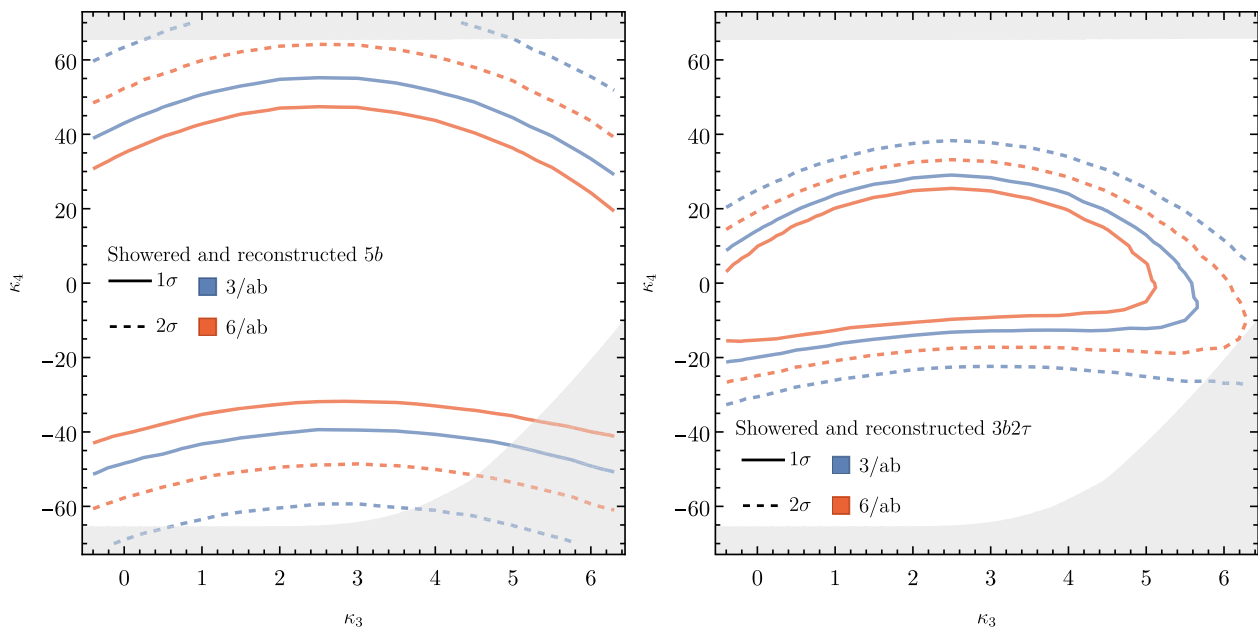 60
40
20
0
−20
−40
−60
κ4
Showered and reconstructed 5b
1σ 3/ab
2σ 6/ab
0 1 2 3 4 5 6
κ3
60
40
20
0
−20
−40
−60
κ4
Showered and reconstructed 3b2τ
1σ 3/ab
2σ 6/ab
0 1 2 3 4 5 6
κ3